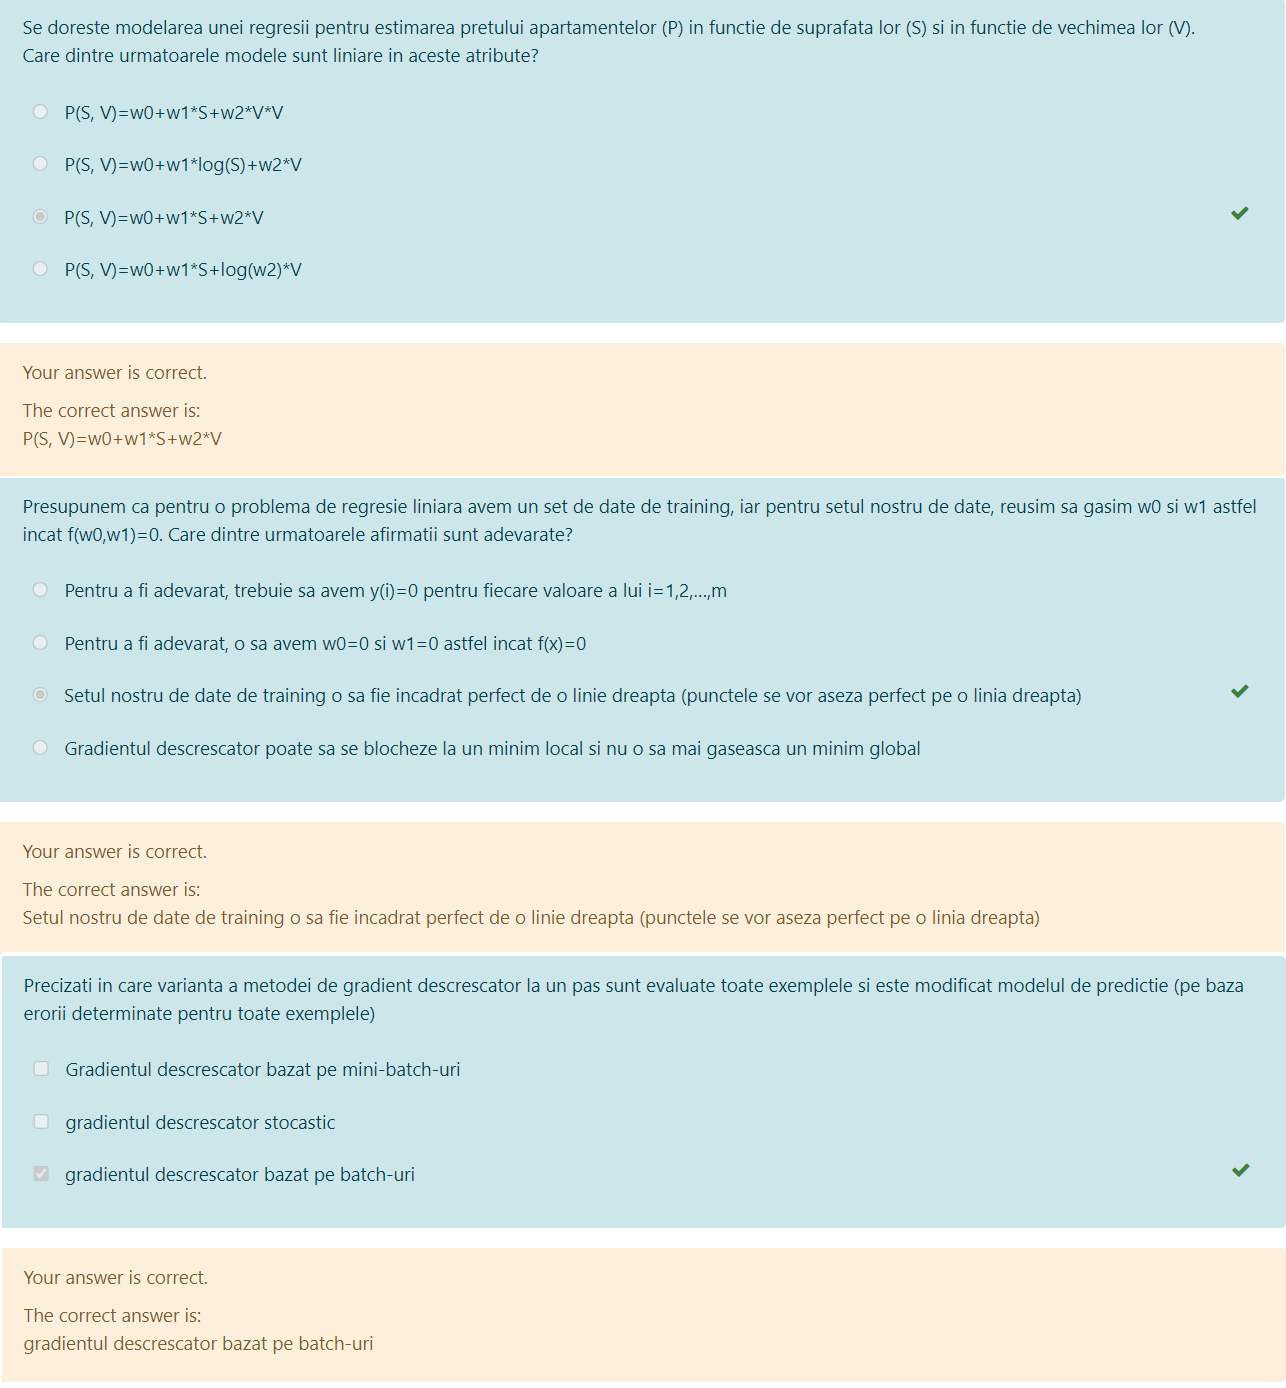 Se doreste modelarea unei regresii pentru estimarea pretului apartamentelor (P) in functie de suprafata lor (S) si in functie de vechimea lor (V).
Care dintre urmatoarele modele sunt liniare in aceste atribute?
P(S, V)=w0+w1*S+w2*V*V
P(S, V)=w0+w1*log(S)+w2*V
P(S, V)=w0+w1*S+w2*V
P(S, V)=w0+w1*S+log(w2)*V
Your answer is correct.
The correct answer is:
P(S, V)=w0+w1*S+w2*V
Presupunem ca pentru o problema de regresie liniara avem un set de date de training, iar pentru setul nostru de date, reusim sa gasim w0 si w1 astfel
incat f(w0,w1)=0. Care dintre urmatoarele afirmatii sunt adevarate?
Pentru a fi adevarat, trebuie sa avem y(i)=0 pentru fiecare valoare a lui i=1,2,...,m
Pentru a fi adevarat, o sa avem w0=0 si w1=0 astfel incat f(x)=0
Setul nostru de date de training o sa fie incadrat perfect de o linie dreapta (punctele se vor aseza perfect pe o linia dreapta)
Gradientul descrescator poate sa se blocheze la un minim local si nu o sa mai gaseasca un minim global
Your answer is correct.
The correct answer is:
Setul nostru de date de training o sa fie incadrat perfect de o linie dreapta (punctele se vor aseza perfect pe o linia dreapta)
Precizati in care varianta a metodei de gradient descrescator la un pas sunt evaluate toate exemplele si este modificat modelul de predictie (pe baza
erorii determinate pentru toate exemplele)
Gradientul descrescator bazat pe mini-batch-uri
gradientul descrescator stocastic
gradientul descrescator bazat pe batch-uri
Your answer is correct.
The correct answer is:
gradientul descrescator bazat pe batch-uri